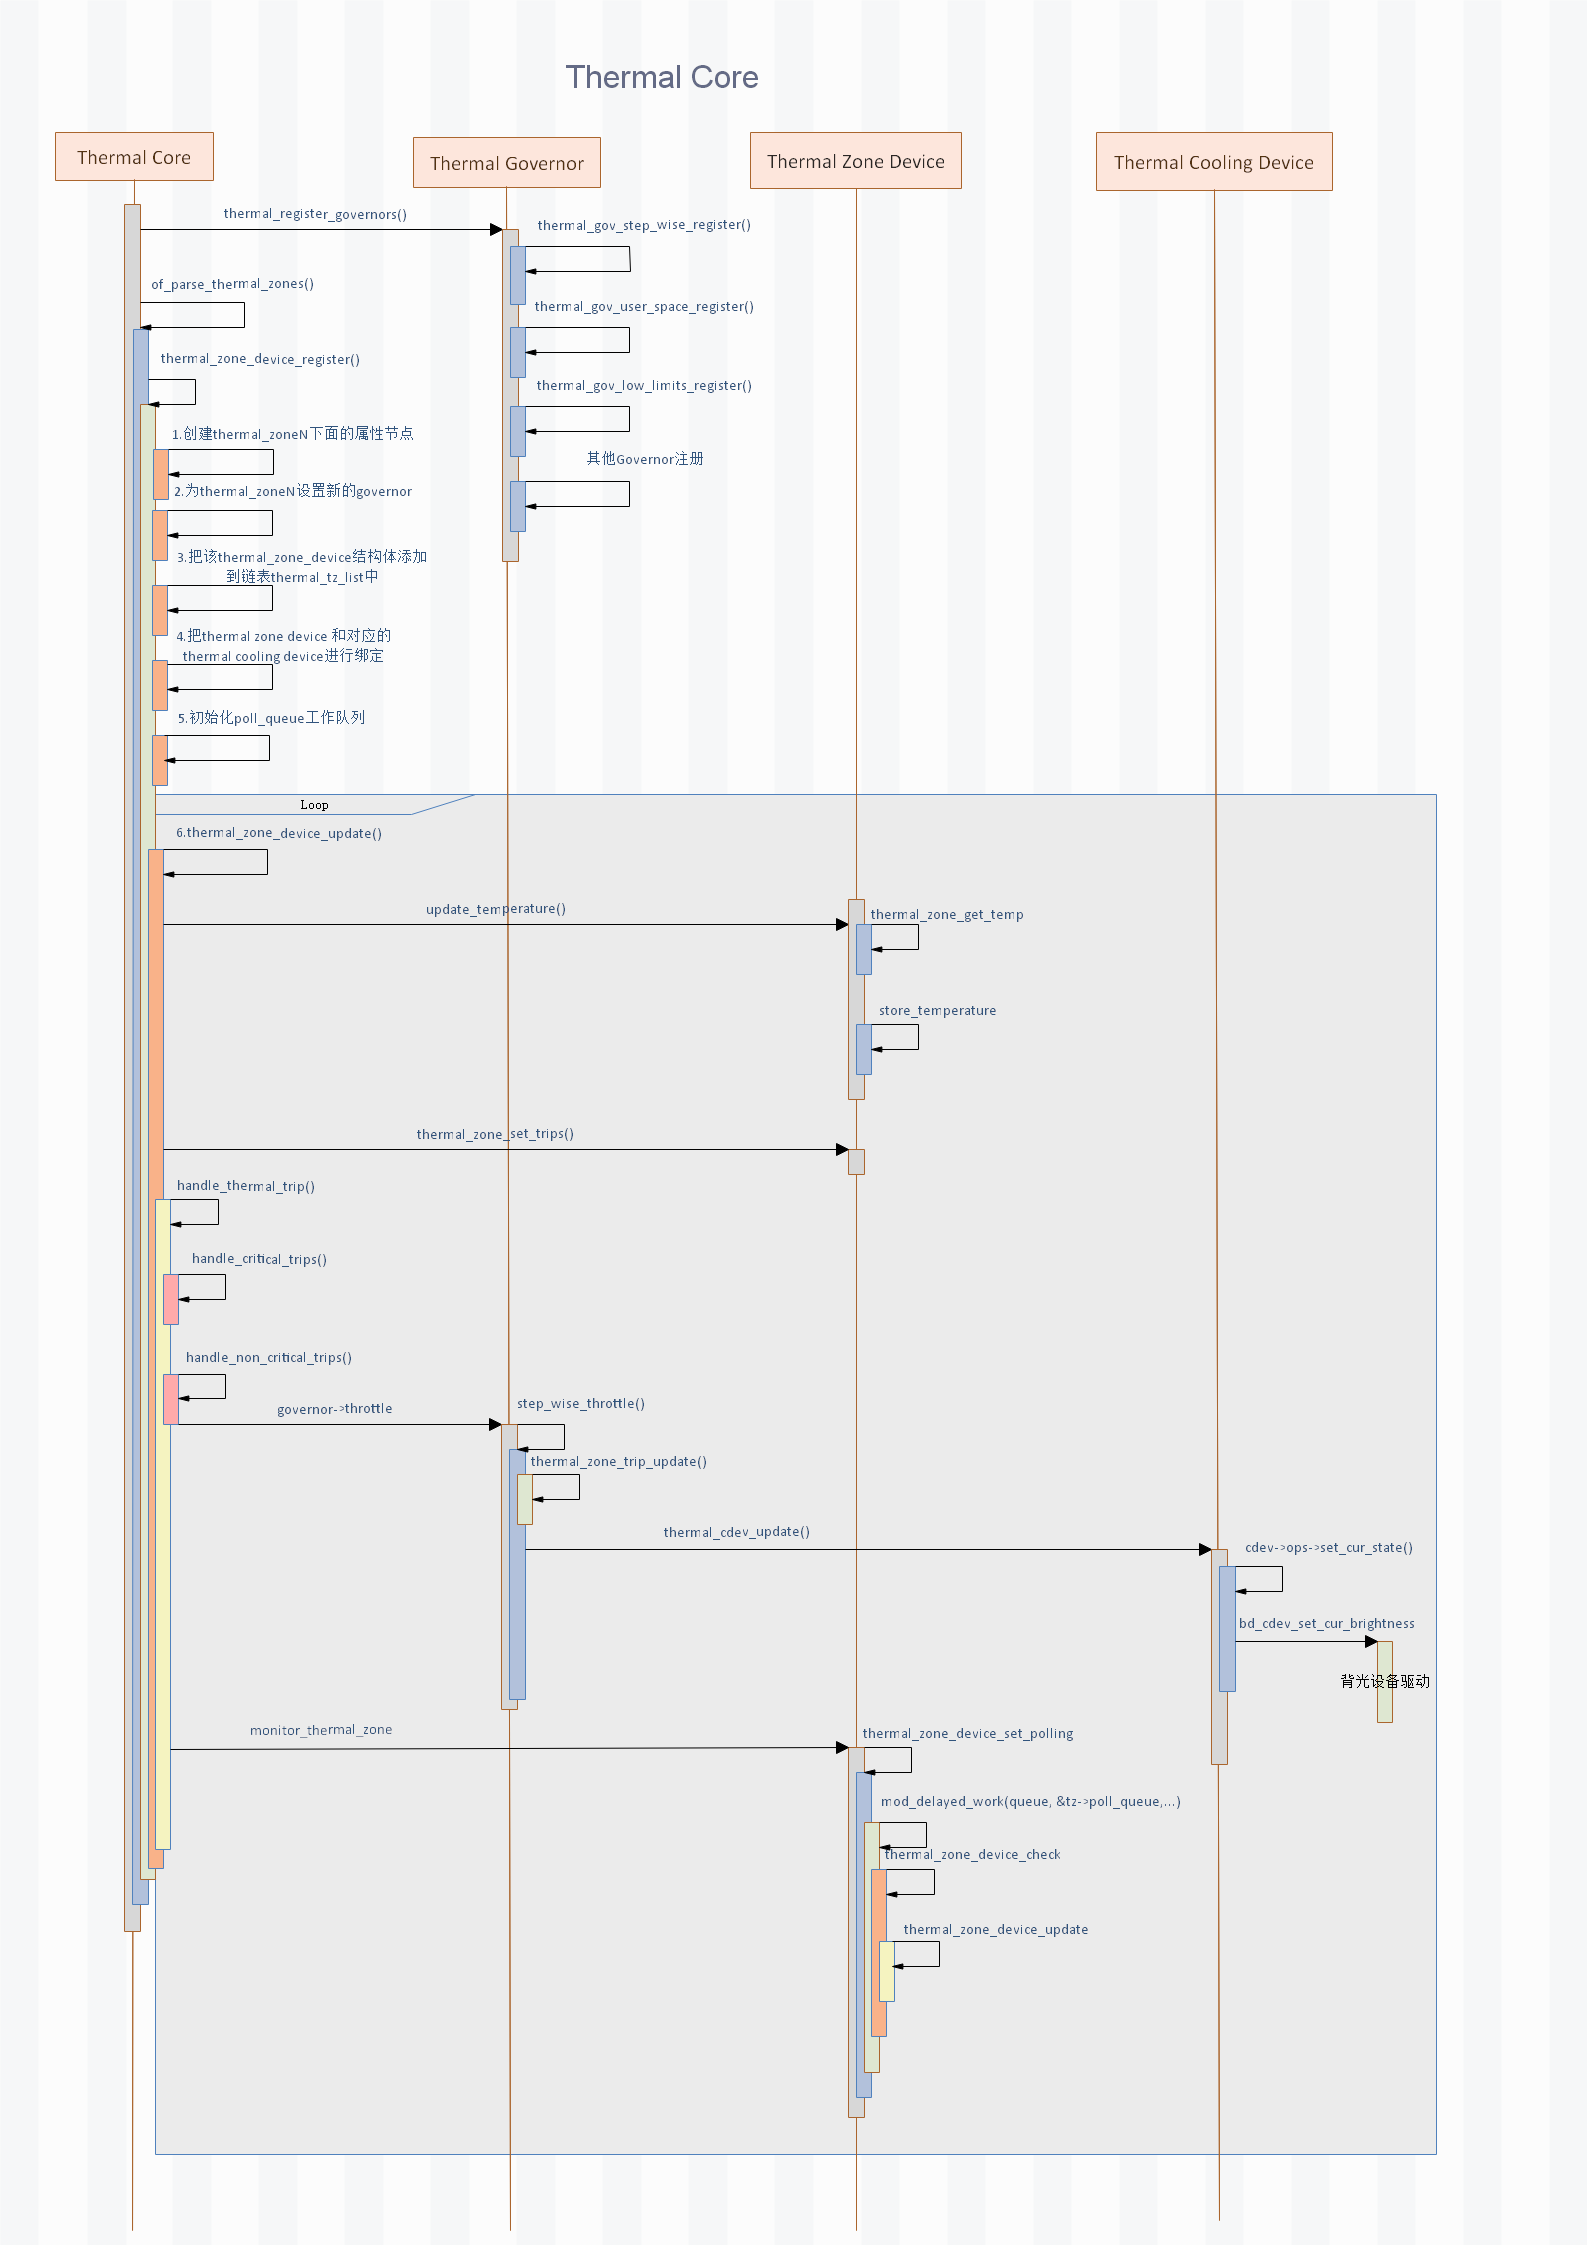 Thermal Core
Thermal Core
Thermal Governor
Thermal Zone Device
Thermal Cooling Device
thermal_register_governors()
thermal_gov_step_wise_register()
of_parse_thermal_zones()
thermal_gov_user_space_register()
thermal_zone_device_register()
thermal_gov_low_limits_register()
1.创建thermal_zoneN下面的属性节点
其他Governor注册
2.为thermal_zoneN设置新的governor
3.把该thermal_zone_device结构体添加
到链表thermal_tz_list中
4.把thermal zone device 和对应的
thermal cooling device进行绑定
5.初始化poll_queue工作队列
Loop
6.thermal_zone_device_update()
update_temperature()
thermal_zone_get_temp
store_temperature
thermal_zone_set_trips()
handle_thermal_trip()
handle_critical_trips()
handle_non_critical_trips()
governor->throttle
step_wise_throttle()
thermal_zone_trip_update()
thermal_cdev_update()
cdev->ops->set_cur_state()
bd_cdev_set_cur_brightness
背光设备驱动
monitor_thermal_zone
thermal_zone_device_set_polling
mod_delayed_work(queue, &tz->poll_queue,...)
thermal_zone_device_check
thermal_zone_device_update